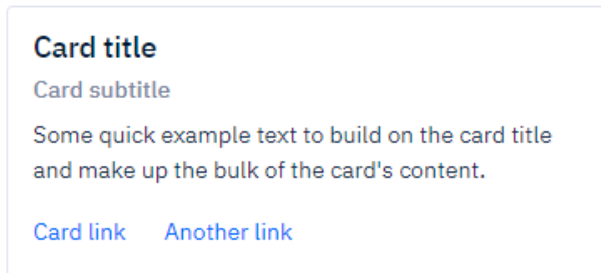 Card title
Card subtitle
Some quick example text to build on the card title
and make up the bulk of the card's content.
Card link Another link